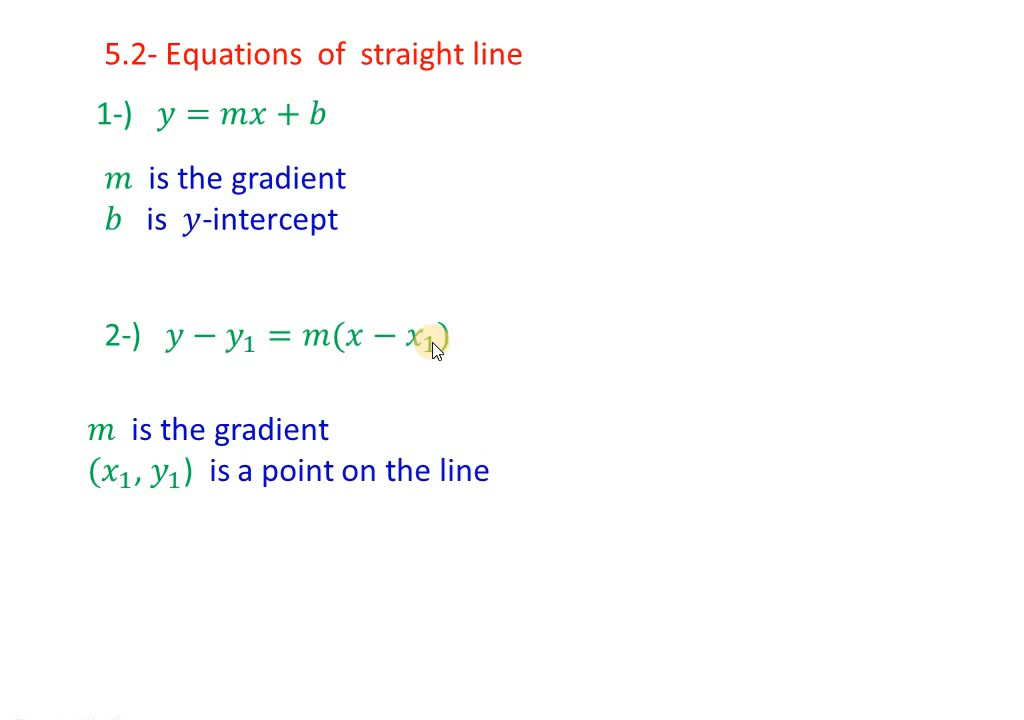 5.2- Equations of straight line
1-) y = mx + b
m is the gradient
b is y-intercept
2-) y − y₁ = m(x − x₁)
m is the gradient
(x₁, y₁) is a point on the line